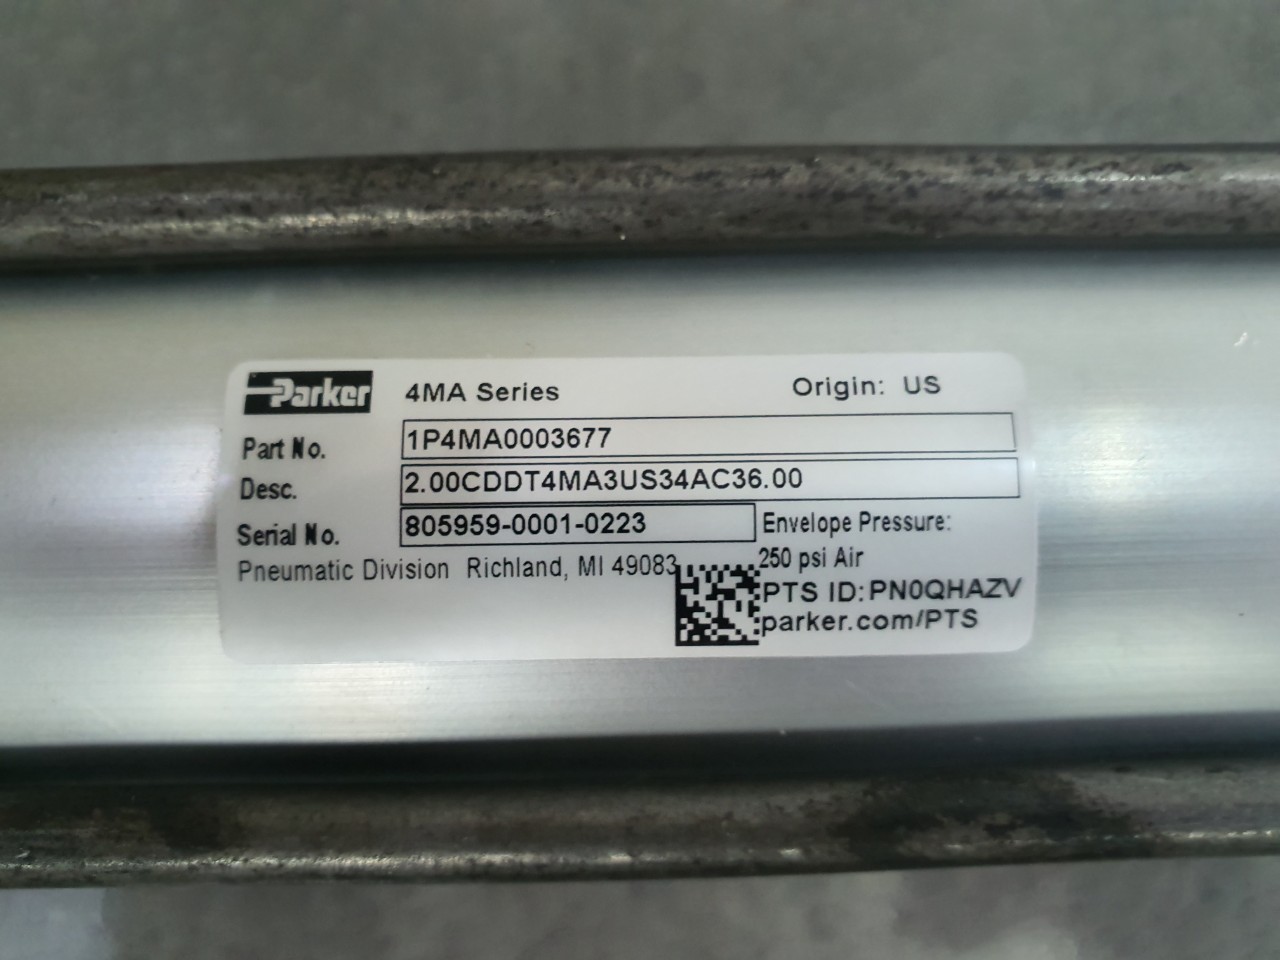 Parker 4MA Series Origin: US
Part No. 1P4MA0003677
Desc. 2.00CDDT4MA3US34AC36.00
Serial No. 805959-0001-0223 Envelope Pressure:
Pneumatic Division Richland, MI 49083 250 psi Air
PTS ID:PN0QHAZV
parker.com/PTS